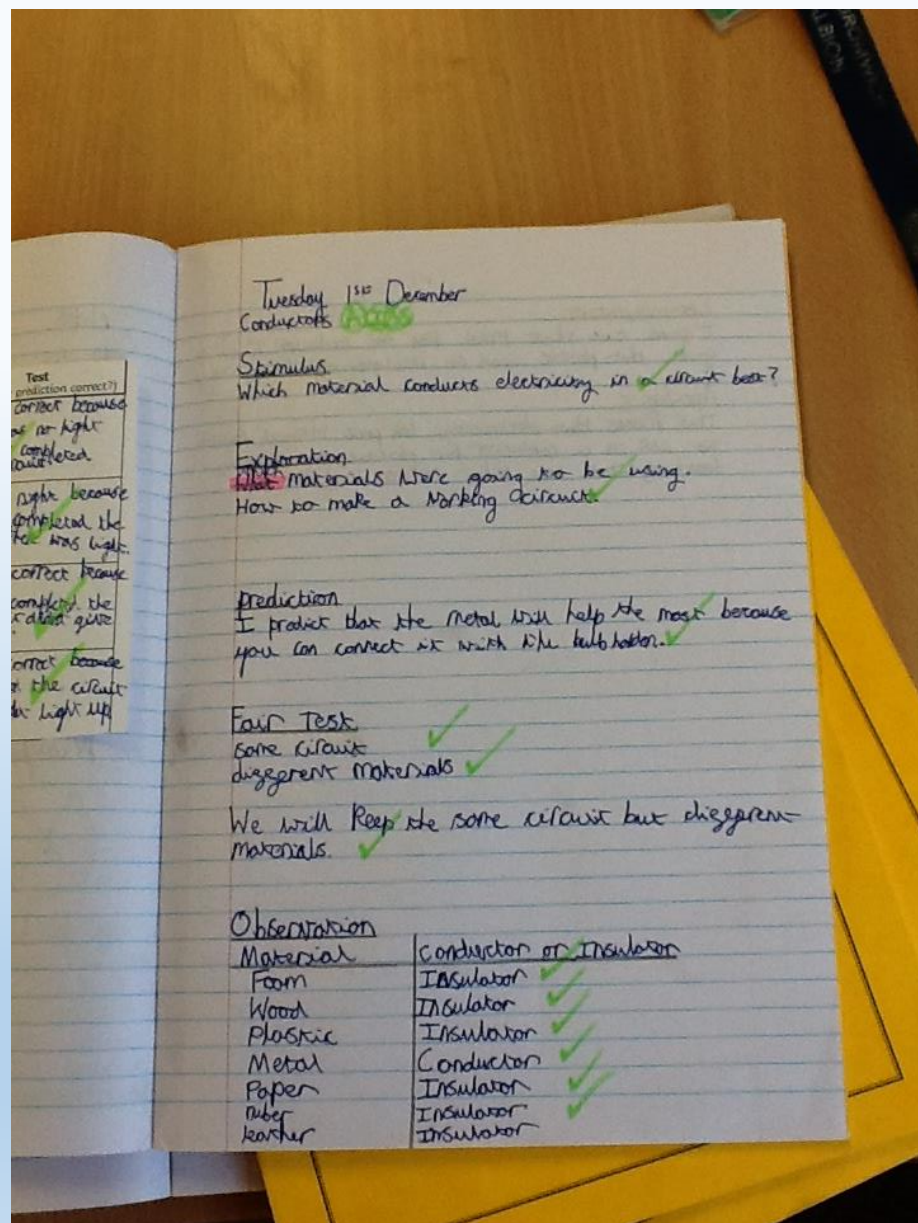 Test
prediction correct?)
correct because
no light
completed
right because
completed the
was light.
correct because
the
give
because
the circuit
light up
Tuesday 1st December
Conductors
Stimulus
Which material conducts electricity in a circuit best?
Exploration
What materials were going to be using.
How to make a working circuit.
prediction
I predict that the metal will help the most because
you can connect it with the bulb holder.
Fair Test
same circuit
different materials
We will keep the same circuit but different
materials.
Observation
Material Conductor or Insulator
Foam Insulator
Wood Insulator
Plastic Insulator
Metal Conductor
Paper Insulator
ruber Insulator
leather Insulator
ALBION